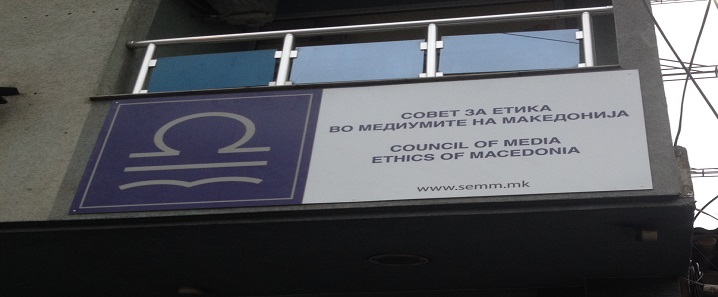 СОВЕТ ЗА ЕТИКА
ВО МЕДИУМИТЕ НА МАКЕДОНИЈА
COUNCIL OF MEDIA
ETHICS OF MACEDONIA
www.semm.mk